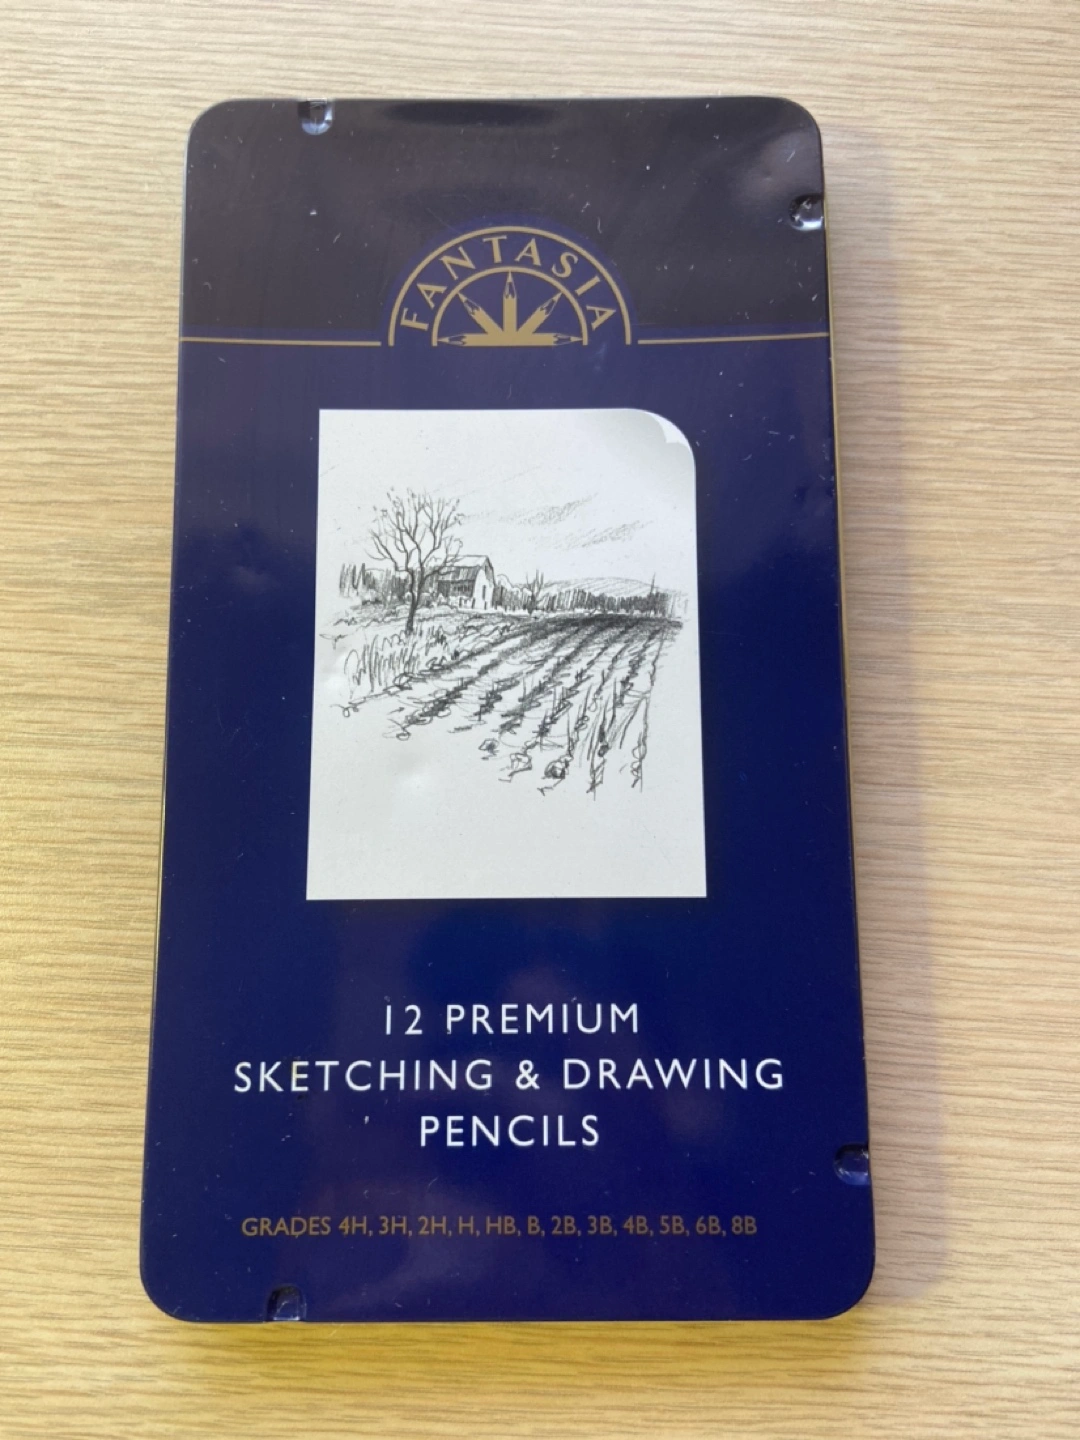 FANTASIA
12 PREMIUM
SKETCHING & DRAWING
PENCILS
GRADES 4H, 3H, 2H, H, HB, B, 2B, 3B, 4B, 5B, 6B, 8B